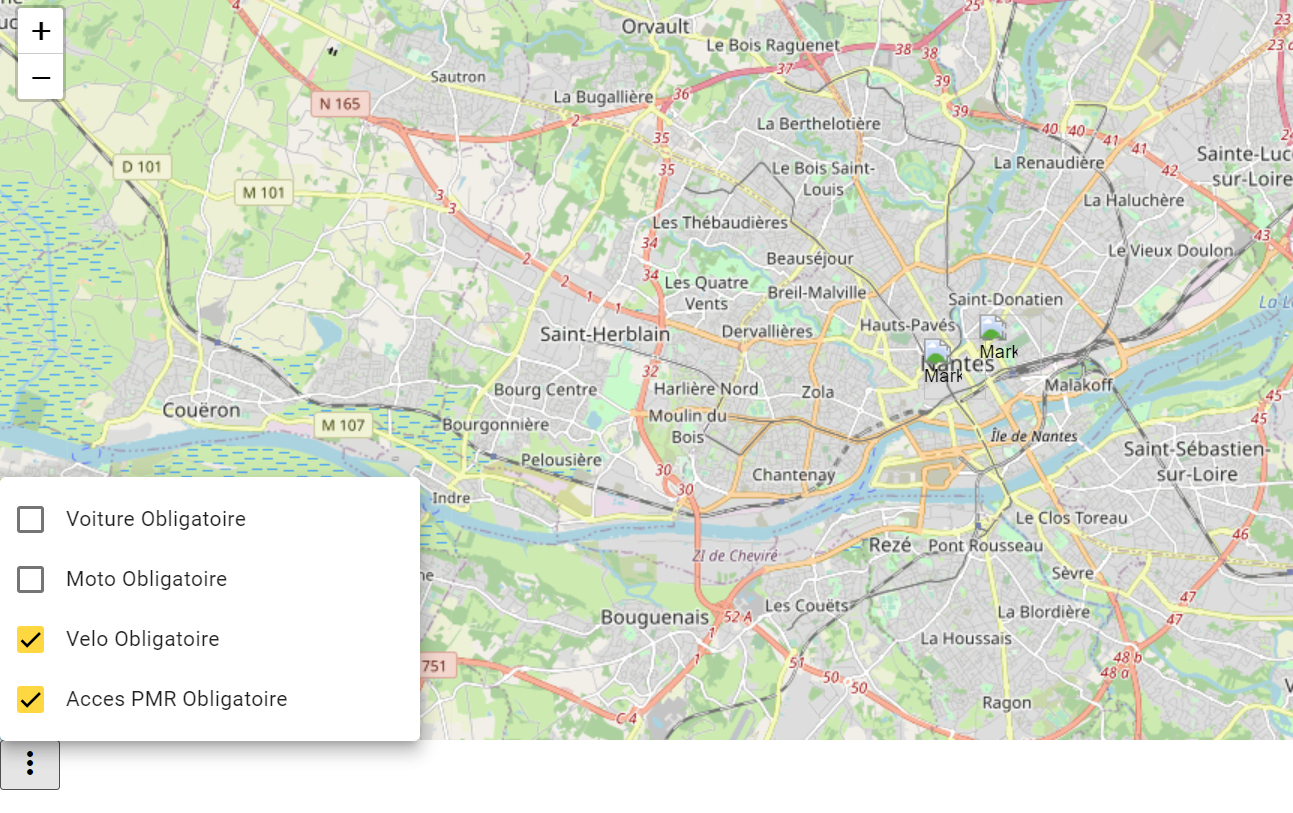 +
−
4
25
Orvault
23
Le Bois Raguenet
38
38
23
Sautron
37
39
La Bugallière
36
N 165
39
2
La Berthelotière
35
40
40
41
41
Sainte-Luc
sur-Loire
D 101
35
Le Bois Saint-
Louis
La Renaudière
42
M 101
3
3
La Haluchère
Les Thébaudières
34
43
2
Beauséjour
Le Vieux Doulon
34
2
Les Quatre
Vents
Breil-Malville
1
1
Saint-Donatien
La L
Saint-Herblain
Dervallières
Hauts-Pavés
Mark
Nantes
Mark
32
Bourg Centre
Harlière Nord
Zola
Malakoff
45
Couëron
Moulin du
Bois
45
M 107
Bourgonnière
Île de Nantes
Saint-Sébastien-
sur-Loire
Pelousière
30
30
Chantenay
Indre
Le Clos Toreau
46
ZI de Cheviré
Rezé
Pont Rousseau
Sèvre
47
47
Bouguenais
52 A
Les Couëts
La Blordière
1
La Houssais
48 b
48 a
751
1
51
50
50
C 4
Ragon
Voiture Obligatoire
Moto Obligatoire
Velo Obligatoire
Acces PMR Obligatoire